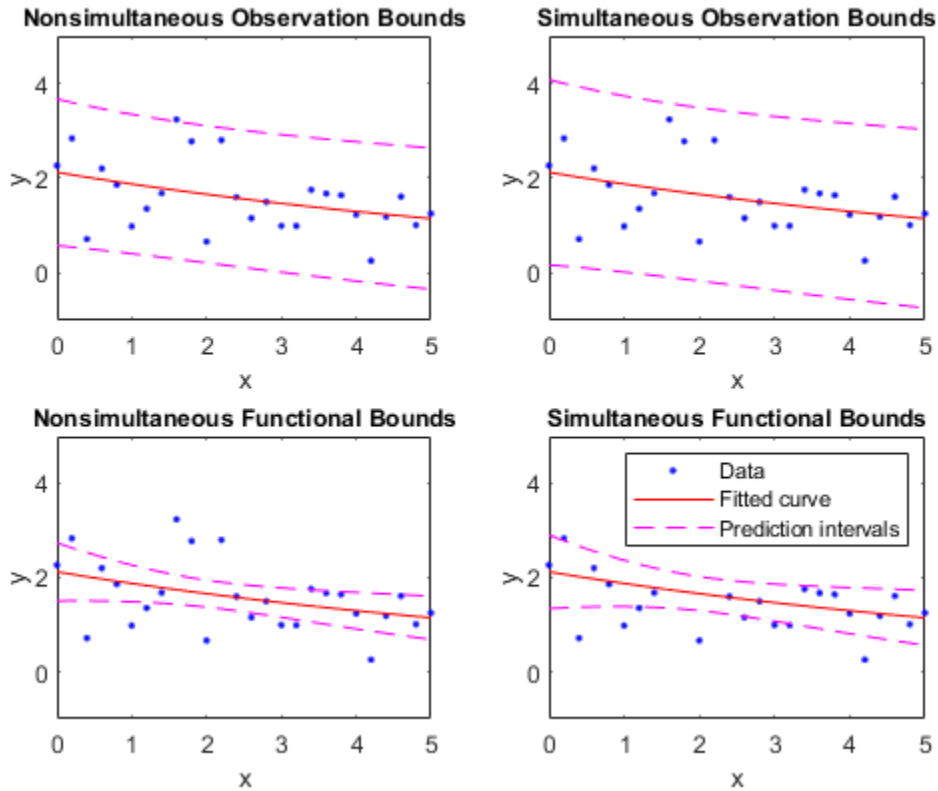 Nonsimultaneous Observation Bounds
y
4
2
0
0 1 2 3 4 5
x
Simultaneous Observation Bounds
y
4
2
0
0 1 2 3 4 5
x
Nonsimultaneous Functional Bounds
y
4
2
0
0 1 2 3 4 5
x
Simultaneous Functional Bounds
y
4
2
0
Data
Fitted curve
Prediction intervals
0 1 2 3 4 5
x